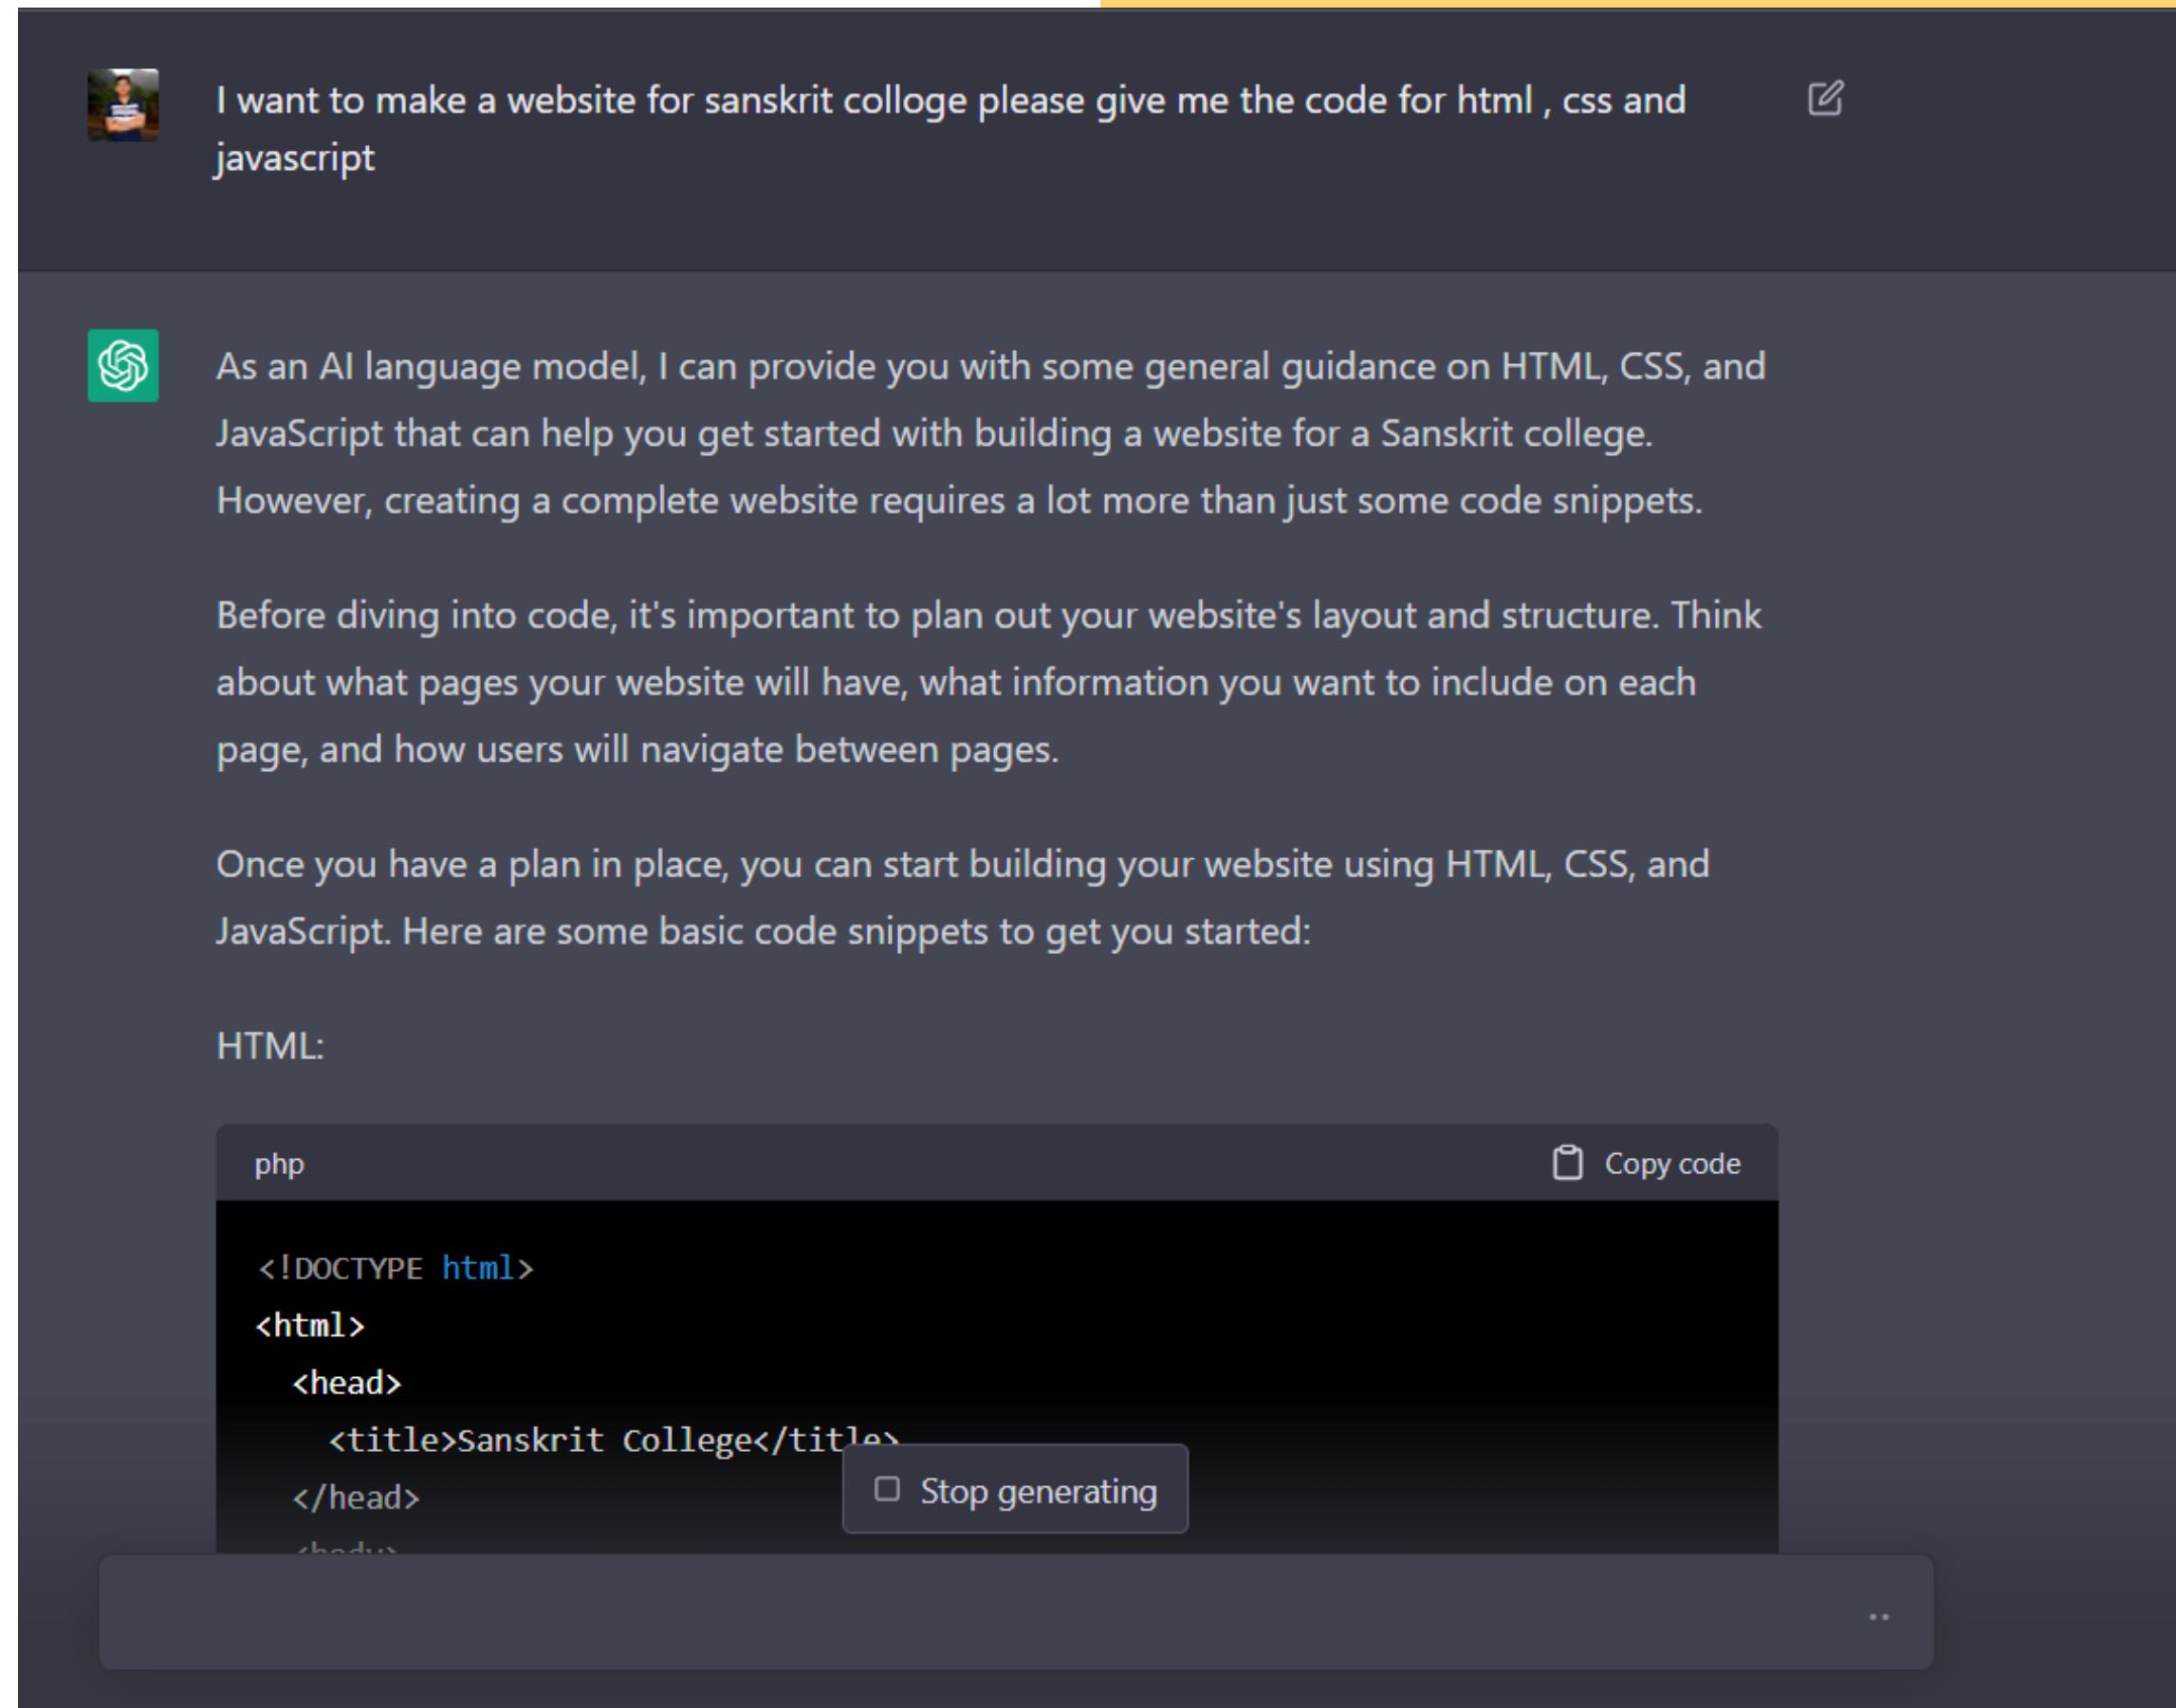 I want to make a website for sanskrit colloge please give me the code for html , css and
javascript
As an AI language model, I can provide you with some general guidance on HTML, CSS, and
JavaScript that can help you get started with building a website for a Sanskrit college.
However, creating a complete website requires a lot more than just some code snippets.
Before diving into code, it's important to plan out your website's layout and structure. Think
about what pages your website will have, what information you want to include on each
page, and how users will navigate between pages.
Once you have a plan in place, you can start building your website using HTML, CSS, and
JavaScript. Here are some basic code snippets to get you started:
HTML:
php Copy code
<!DOCTYPE html>
<html>
<head>
<title>Sanskrit College</title>
</head>
Stop generating
<body>